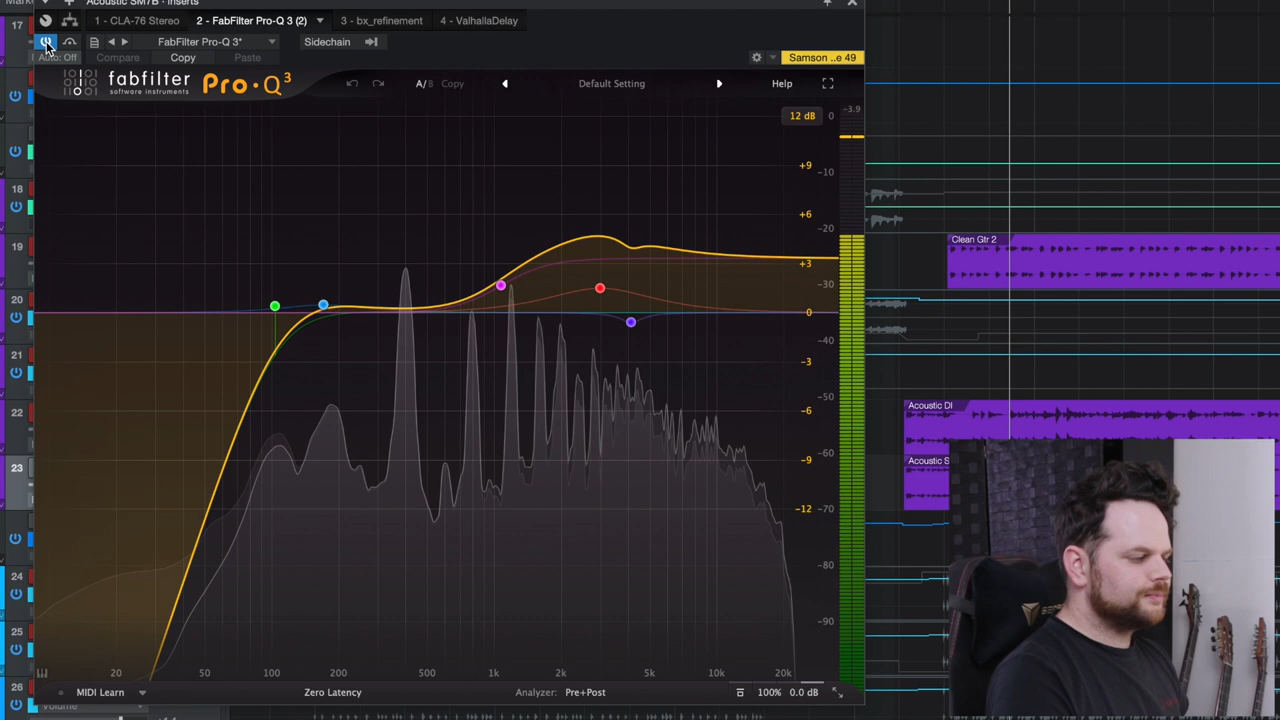 Acoustic SM7B · Inserts
17
1 - CLA-76 Stereo 2 - FabFilter Pro-Q 3 (2) 3 - bx_refinement 4 - ValhallaDelay
FabFilter Pro-Q 3* Sidechain
Auto: Off Compare Copy Paste Samson ..e 49
fabfilter Pro·Q3
software instruments
A/B Copy Default Setting Help
-3.9
12 dB 0
+9
-10
+6
-20
+3
-30
0
-40
-3
-50
-6
-60
-9
-12 -70
-80
-90
20 50 100 200 500 1k 2k 5k 10k 20k
MIDI Learn Zero Latency Analyzer: Pre+Post 100% 0.0 dB
18
19
20
21
22
23
24
25
26
Volume
Clean Gtr 2
Acoustic DI
Acoustic S